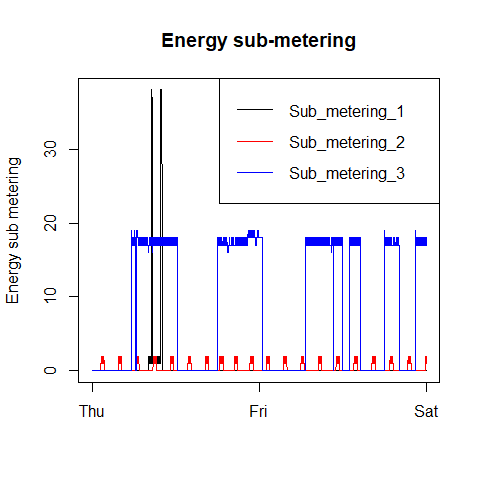 Energy sub-metering
Sub_metering_1
Sub_metering_2
Sub_metering_3
Energy sub metering
30
20
10
0
Thu
Fri
Sat